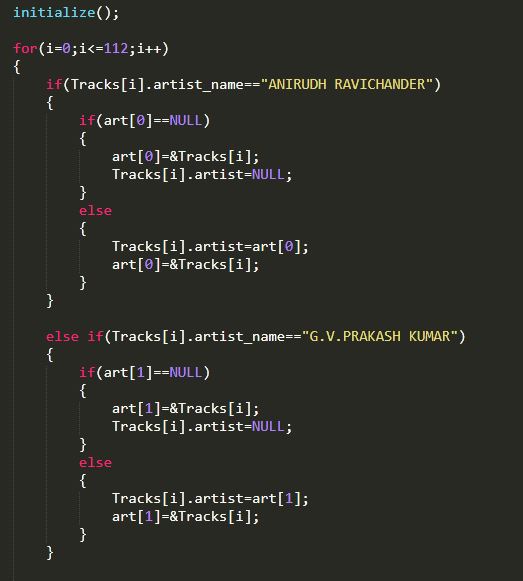 initialize();
for(i=0;i<=112;i++)
{
if(Tracks[i].artist_name=="ANIRUDH RAVICHANDER")
{
if(art[0]==NULL)
{
art[0]=&Tracks[i];
Tracks[i].artist=NULL;
}
else
{
Tracks[i].artist=art[0];
art[0]=&Tracks[i];
}
}
else if(Tracks[i].artist_name=="G.V.PRAKASH KUMAR")
{
if(art[1]==NULL)
{
art[1]=&Tracks[i];
Tracks[i].artist=NULL;
}
else
{
Tracks[i].artist=art[1];
art[1]=&Tracks[i];
}
}